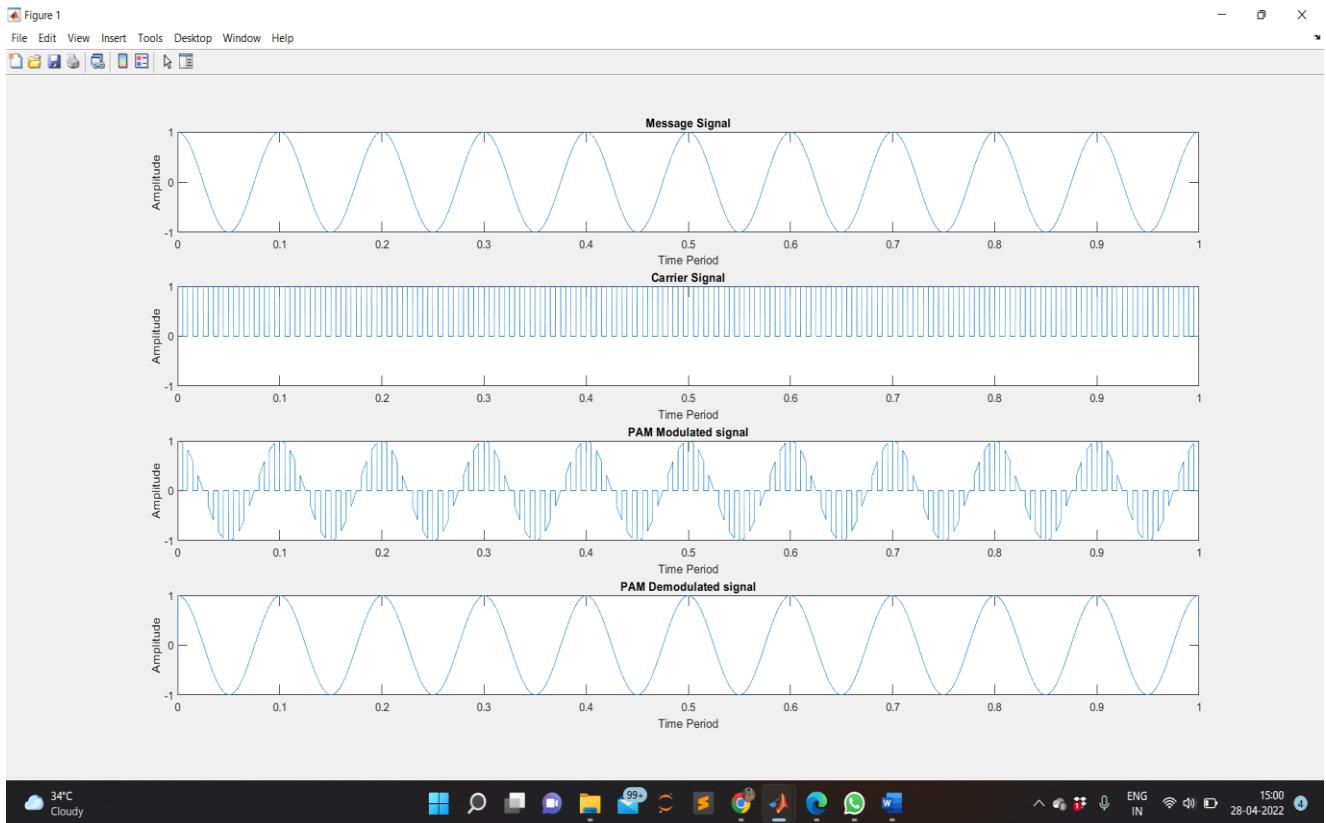 Figure 1
File Edit View Insert Tools Desktop Window Help
Message Signal
Amplitude
1
0
-1
0 0.1 0.2 0.3 0.4 0.5 0.6 0.7 0.8 0.9 1
Time Period
Carrier Signal
Amplitude
1
0
-1
0 0.1 0.2 0.3 0.4 0.5 0.6 0.7 0.8 0.9 1
Time Period
PAM Modulated signal
Amplitude
1
0
-1
0 0.1 0.2 0.3 0.4 0.5 0.6 0.7 0.8 0.9 1
Time Period
PAM Demodulated signal
Amplitude
1
0
-1
0 0.1 0.2 0.3 0.4 0.5 0.6 0.7 0.8 0.9 1
Time Period
34°C
Cloudy
99+
ENG
IN
15:00
28-04-2022
4